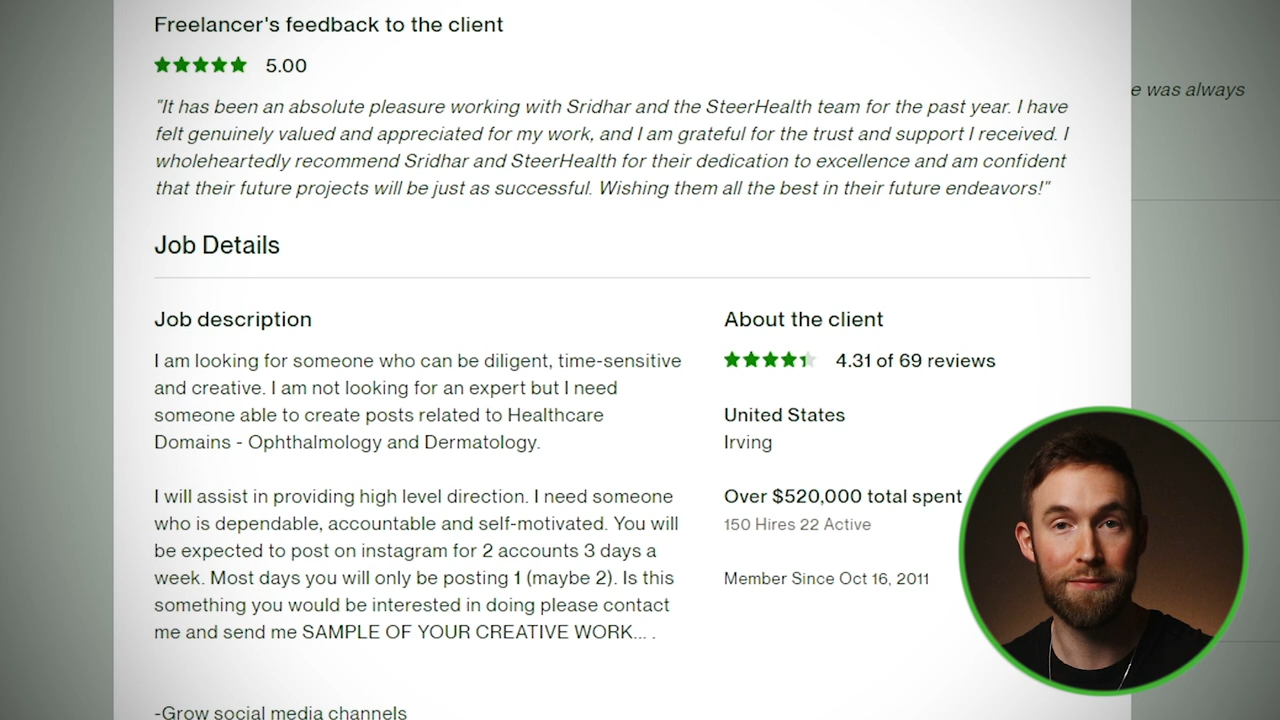 Freelancer's feedback to the client
5.00
"It has been an absolute pleasure working with Sridhar and the SteerHealth team for the past year. I have
felt genuinely valued and appreciated for my work, and I am grateful for the trust and support I received. I
wholeheartedly recommend Sridhar and SteerHealth for their dedication to excellence and am confident
that their future projects will be just as successful. Wishing them all the best in their future endeavors!"
e was always
Job Details
Job description
I am looking for someone who can be diligent, time-sensitive
and creative. I am not looking for an expert but I need
someone able to create posts related to Healthcare
Domains - Ophthalmology and Dermatology.
I will assist in providing high level direction. I need someone
who is dependable, accountable and self-motivated. You will
be expected to post on instagram for 2 accounts 3 days a
week. Most days you will only be posting 1 (maybe 2). Is this
something you would be interested in doing please contact
me and send me SAMPLE OF YOUR CREATIVE WORK... .
-Grow social media channels
About the client
4.31 of 69 reviews
United States
Irving
Over $520,000 total spent
150 Hires 22 Active
Member Since Oct 16, 2011